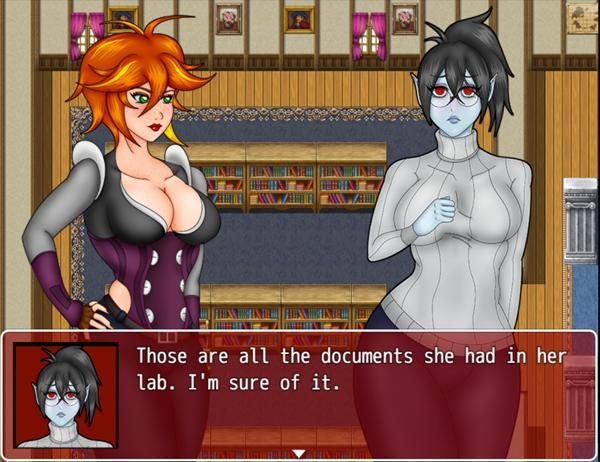 Those are all the documents she had in her
lab. I'm sure of it.